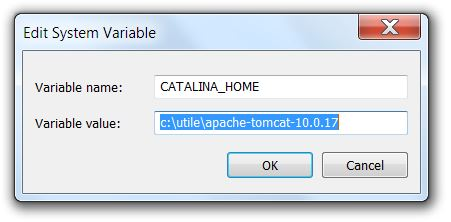 Edit System Variable
Variable name: CATALINA_HOME
Variable value: c:\utile\apache-tomcat-10.0.17
OK Cancel